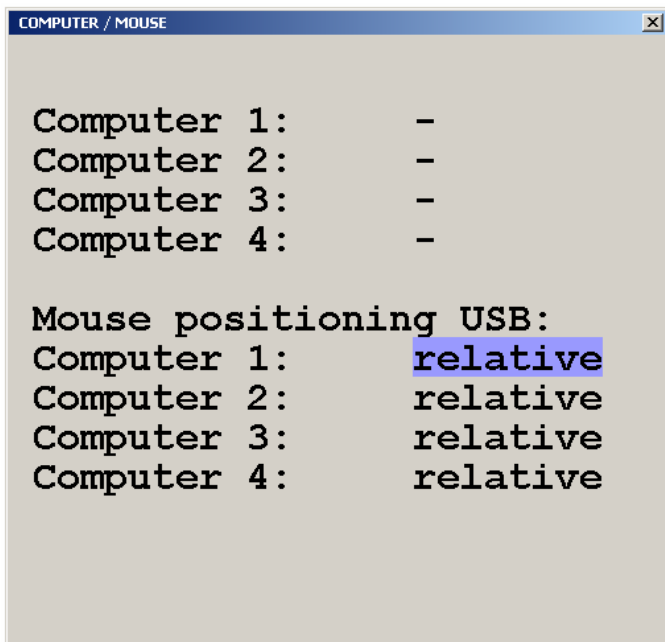 COMPUTER / MOUSE
Computer 1: -
Computer 2: -
Computer 3: -
Computer 4: -
Mouse positioning USB:
Computer 1: relative
Computer 2: relative
Computer 3: relative
Computer 4: relative